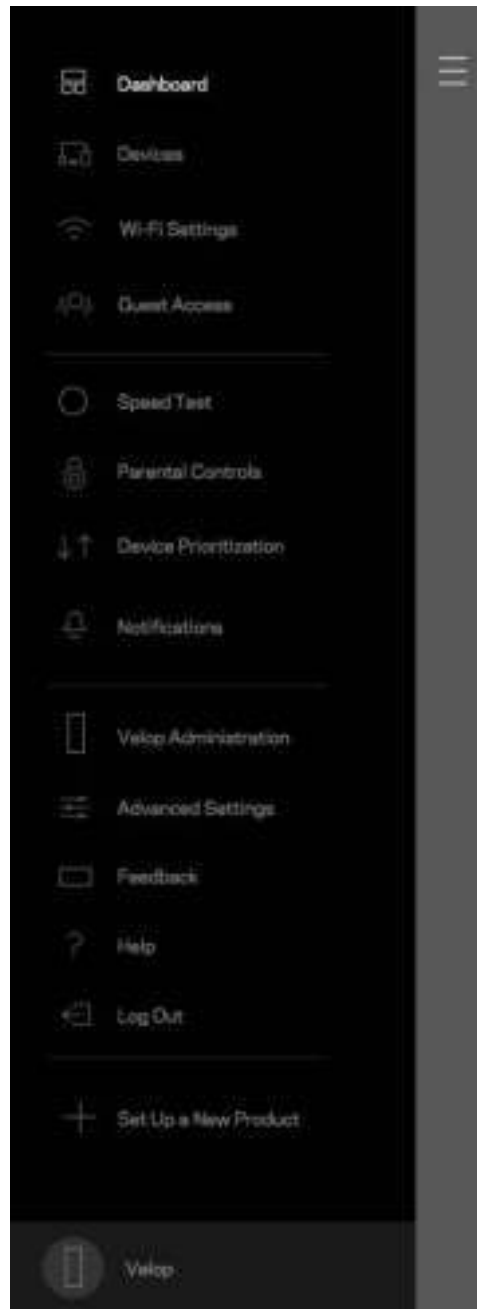 Dashboard
Devices
Wi-Fi Settings
Guest Access
Speed Test
Parental Controls
Device Prioritization
Notifications
Velop Administration
Advanced Settings
Feedback
Help
Log Out
Set Up a New Product
Velop